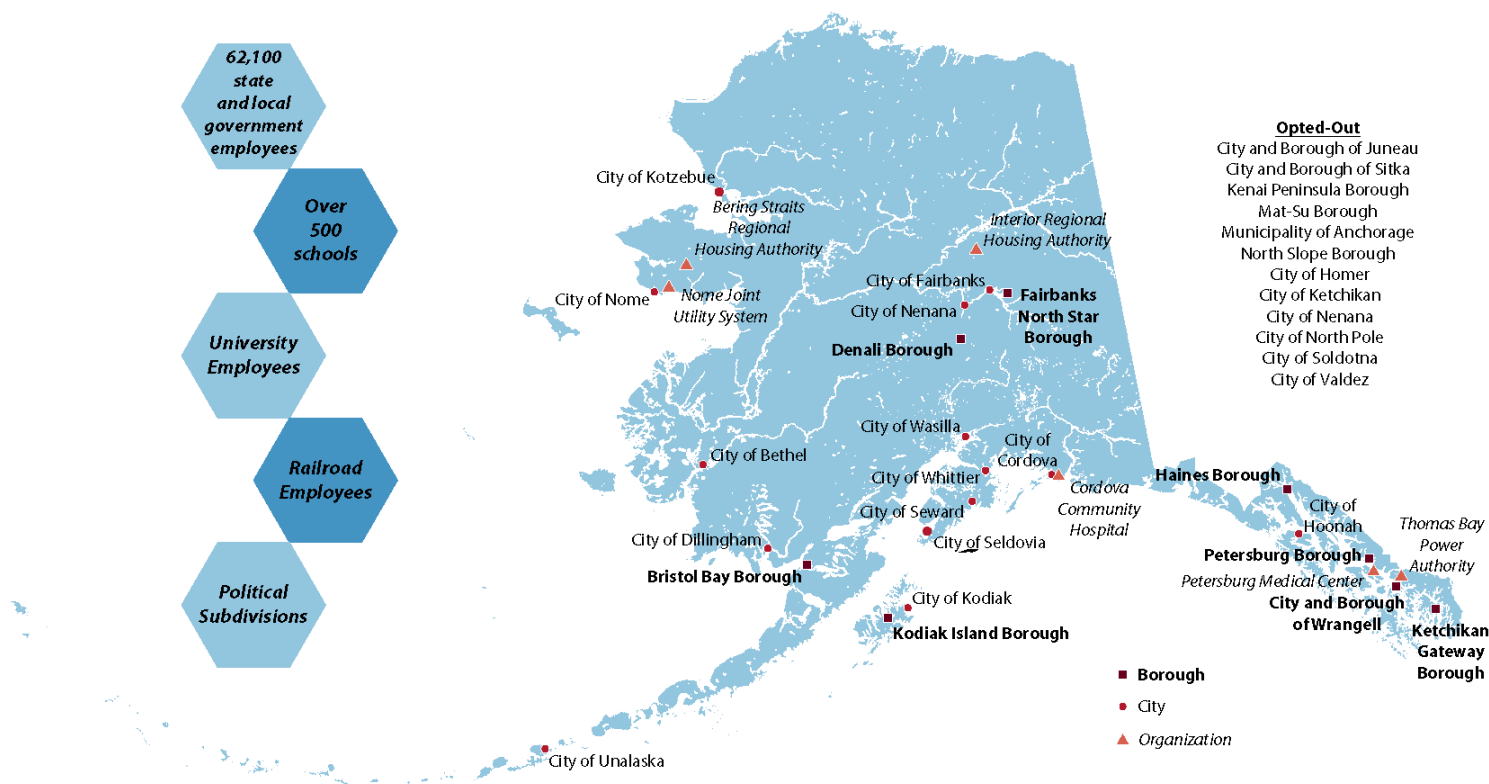 62,100
state
and local
government
employees
Over
500
schools
University
Employees
Railroad
Employees
Political
Subdivisions
City of Kotzebue
Bering Straits
Regional
Housing Authority
City of Nome
Nome Joint
Utility System
Interior Regional
Housing Authority
City of Fairbanks
City of Nenana
Fairbanks
North Star
Borough
Denali Borough
City of Wasilla
City of
Cordova
City of Whittier
City of Seward
Cordova
Community
Hospital
City of Seldovia
City of Bethel
City of Dillingham
Bristol Bay Borough
City of Kodiak
Kodiak Island Borough
City of Unalaska
Haines Borough
City of
Hoonah
Thomas Bay
Power
Authority
Petersburg Borough
Petersburg Medical Center
City and Borough
of Wrangell
Ketchikan
Gateway
Borough
Opted-Out
City and Borough of Juneau
City and Borough of Sitka
Kenai Peninsula Borough
Mat-Su Borough
Municipality of Anchorage
North Slope Borough
City of Homer
City of Ketchikan
City of Nenana
City of North Pole
City of Soldotna
City of Valdez
Borough
City
Organization